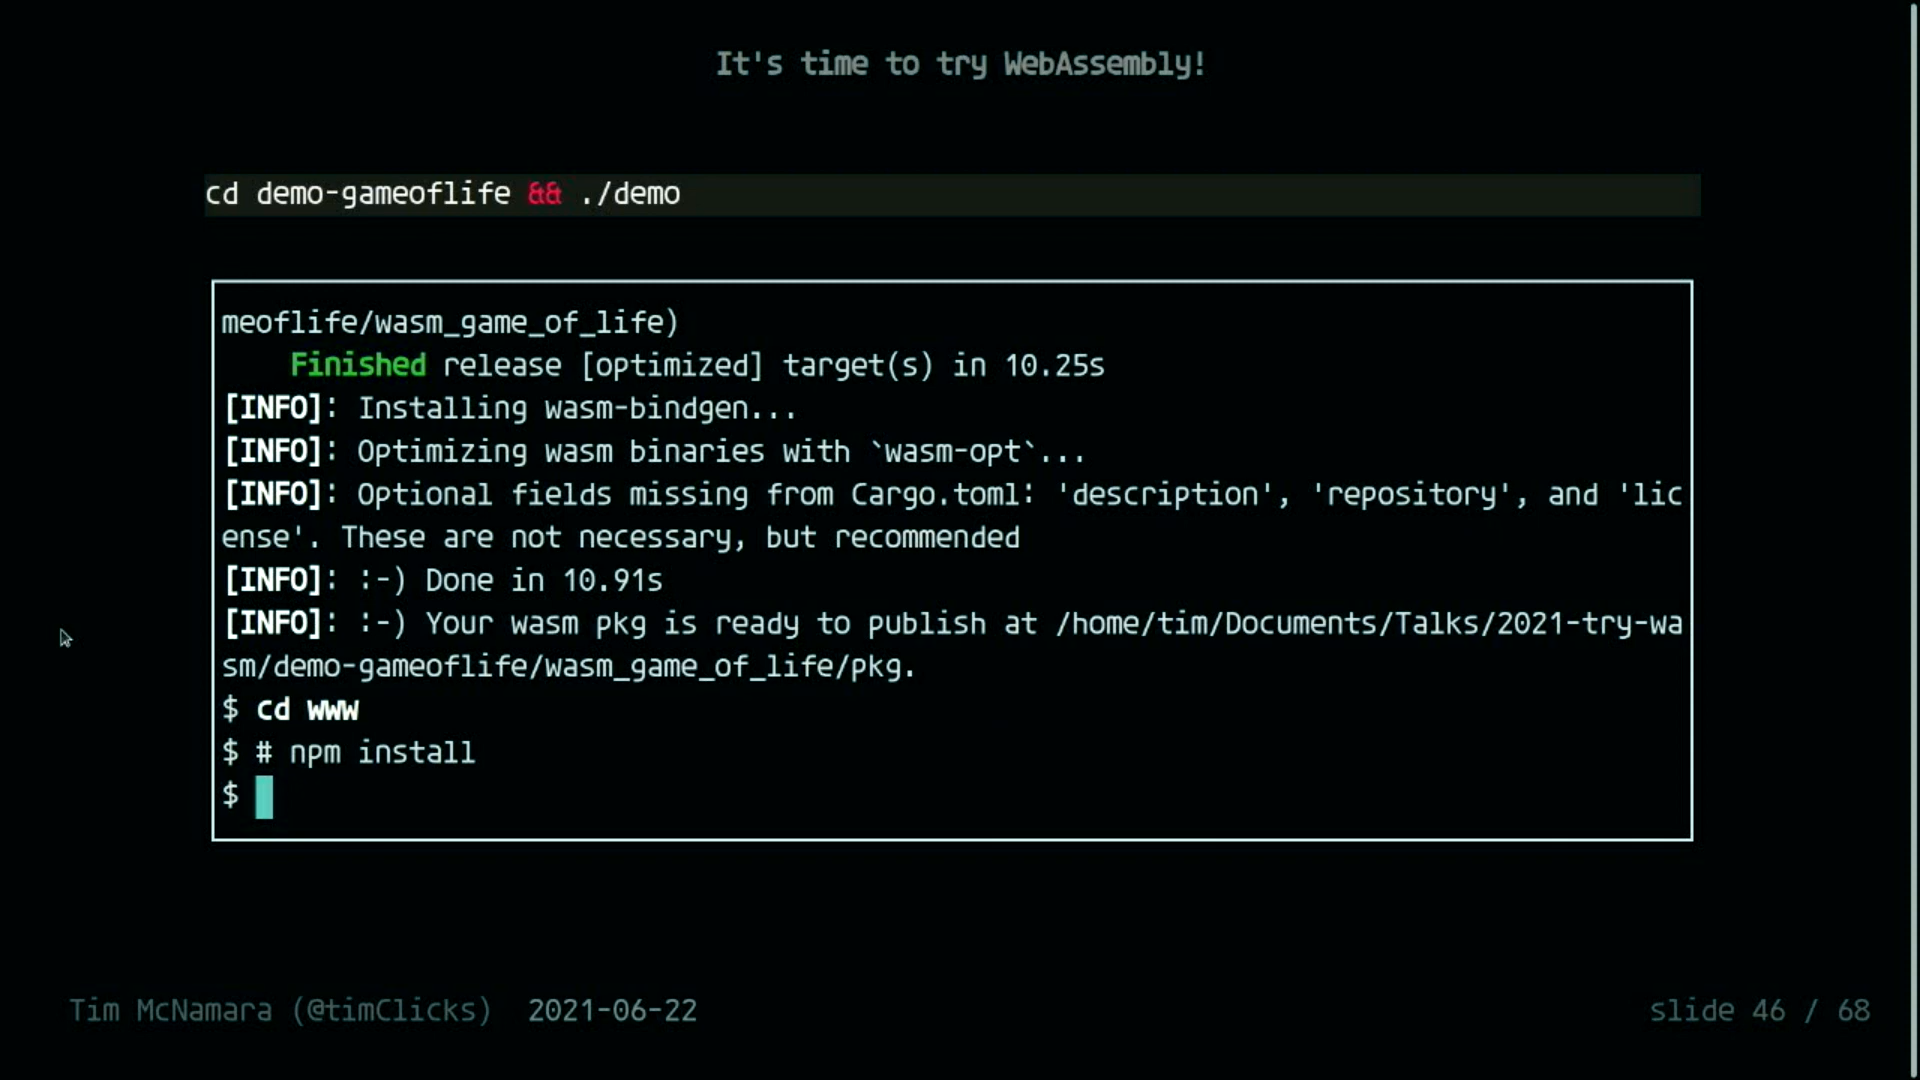 It's time to try WebAssembly!
cd demo-gameoflife && ./demo
meoflife/wasm_game_of_life)
    Finished release [optimized] target(s) in 10.25s
[INFO]: Installing wasm-bindgen...
[INFO]: Optimizing wasm binaries with `wasm-opt`...
[INFO]: Optional fields missing from Cargo.toml: 'description', 'repository', and 'lic
ense'. These are not necessary, but recommended
[INFO]: :-) Done in 10.91s
[INFO]: :-) Your wasm pkg is ready to publish at /home/tim/Documents/Talks/2021-try-wa
sm/demo-gameoflife/wasm_game_of_life/pkg.
$ cd www
$ # npm install
$
Tim McNamara (@timClicks) 2021-06-22
slide 46 / 68